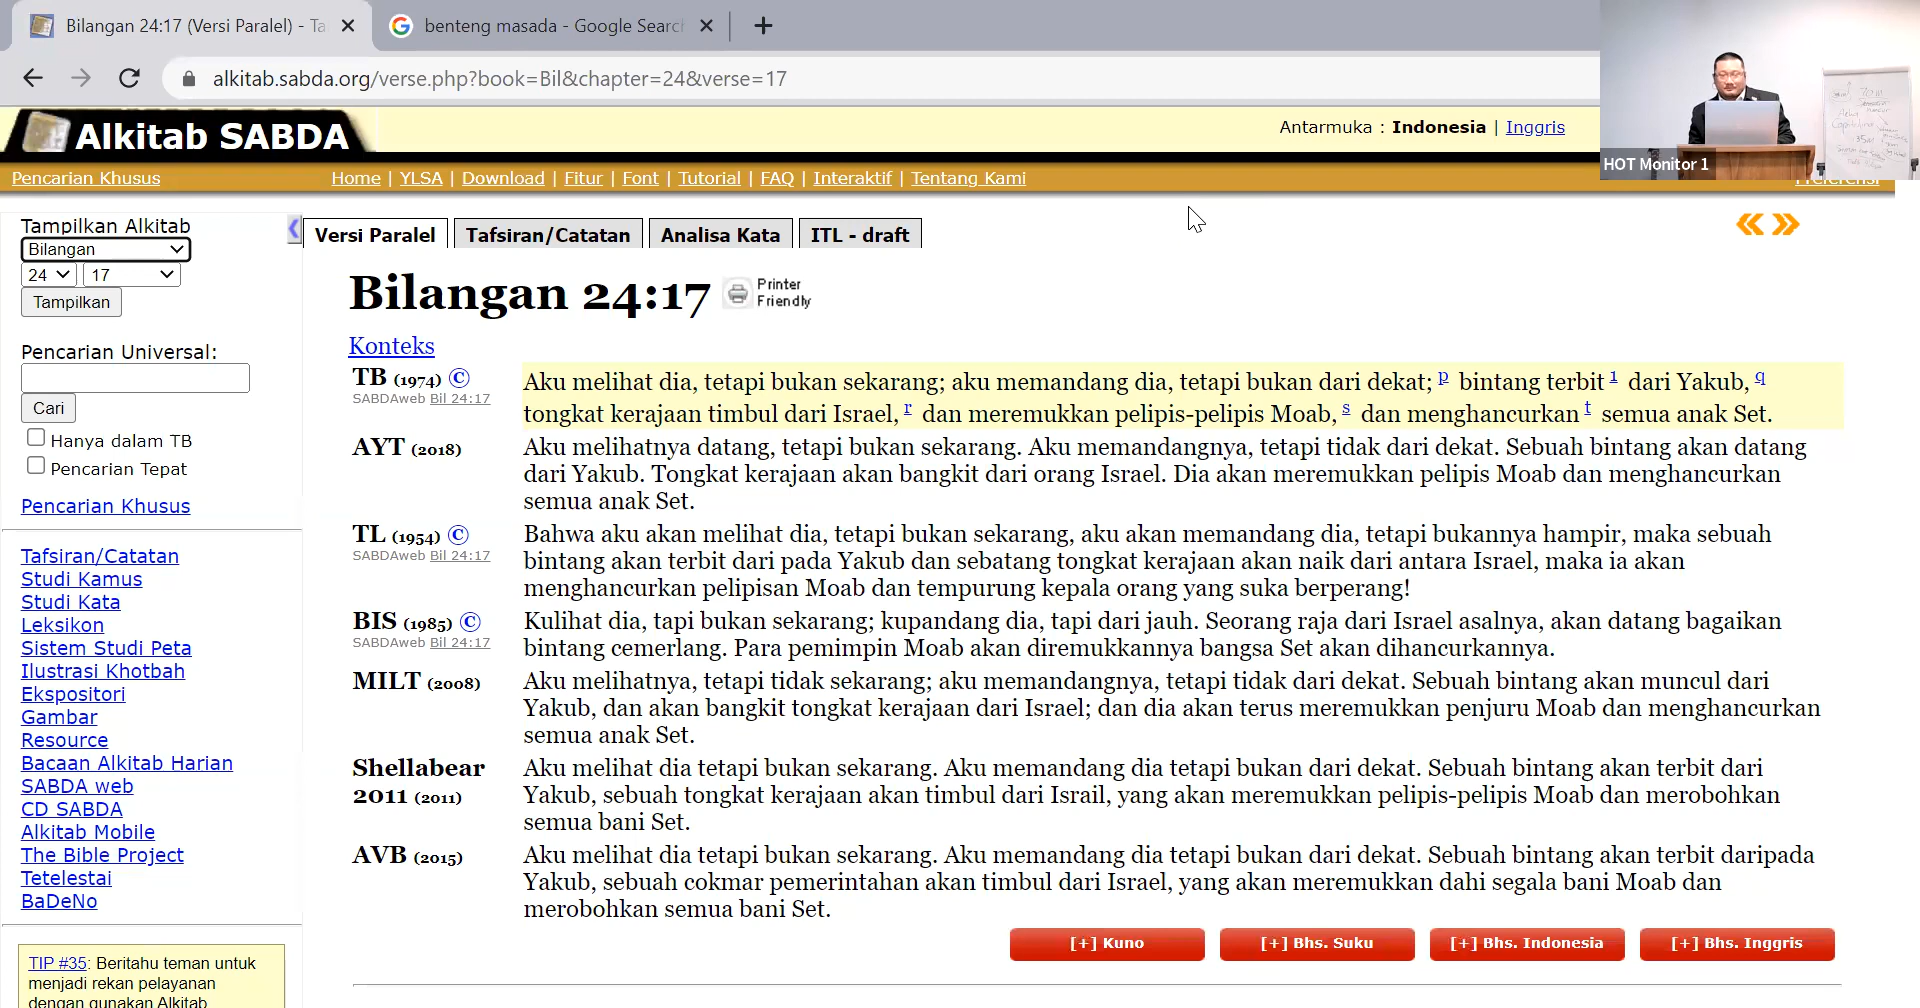 Bilangan 24:17 (Versi Paralel) - Ta
benteng masada - Google Searc
alkitab.sabda.org/verse.php?book=Bil&chapter=24&verse=17
Alkitab SABDA
Antarmuka : Indonesia | Inggris
HOT Monitor 1
Pencarian Khusus
Home | YLSA | Download | Fitur | Font | Tutorial | FAQ | Interaktif | Tentang Kami
Preferensi
Tampilkan Alkitab
Bilangan
24 17
Tampilkan
Pencarian Universal:
Cari
Hanya dalam TB
Pencarian Tepat
Pencarian Khusus
Tafsiran/Catatan
Studi Kamus
Studi Kata
Leksikon
Sistem Studi Peta
Ilustrasi Khotbah
Ekspositori
Gambar
Resource
Bacaan Alkitab Harian
SABDA web
CD SABDA
Alkitab Mobile
The Bible Project
Tetelestai
BaDeNo
TIP #35: Beritahu teman untuk
menjadi rekan pelayanan
dengan gunakan Alkitab
Versi Paralel Tafsiran/Catatan Analisa Kata ITL - draft
Bilangan 24:17
Printer
Friendly
Konteks
TB (1974) ©
SABDAweb Bil 24:17
Aku melihat dia, tetapi bukan sekarang; aku memandang dia, tetapi bukan dari dekat; p bintang terbit 1 dari Yakub, q
tongkat kerajaan timbul dari Israel, r dan meremukkan pelipis-pelipis Moab, s dan menghancurkan t semua anak Set.
AYT (2018)
Aku melihatnya datang, tetapi bukan sekarang. Aku memandangnya, tetapi tidak dari dekat. Sebuah bintang akan datang
dari Yakub. Tongkat kerajaan akan bangkit dari orang Israel. Dia akan meremukkan pelipis Moab dan menghancurkan
semua anak Set.
TL (1954) ©
SABDAweb Bil 24:17
Bahwa aku akan melihat dia, tetapi bukan sekarang, aku akan memandang dia, tetapi bukannya hampir, maka sebuah
bintang akan terbit dari pada Yakub dan sebatang tongkat kerajaan akan naik dari antara Israel, maka ia akan
menghancurkan pelipisan Moab dan tempurung kepala orang yang suka berperang!
BIS (1985) ©
SABDAweb Bil 24:17
Kulihat dia, tapi bukan sekarang; kupandang dia, tapi dari jauh. Seorang raja dari Israel asalnya, akan datang bagaikan
bintang cemerlang. Para pemimpin Moab akan diremukkannya bangsa Set akan dihancurkannya.
MILT (2008)
Aku melihatnya, tetapi tidak sekarang; aku memandangnya, tetapi tidak dari dekat. Sebuah bintang akan muncul dari
Yakub, dan akan bangkit tongkat kerajaan dari Israel; dan dia akan terus meremukkan penjuru Moab dan menghancurkan
semua anak Set.
Shellabear
2011 (2011)
Aku melihat dia tetapi bukan sekarang. Aku memandang dia tetapi bukan dari dekat. Sebuah bintang akan terbit dari
Yakub, sebuah tongkat kerajaan akan timbul dari Israil, yang akan meremukkan pelipis-pelipis Moab dan merobohkan
semua bani Set.
AVB (2015)
Aku melihat dia tetapi bukan sekarang. Aku memandang dia tetapi bukan dari dekat. Sebuah bintang akan terbit daripada
Yakub, sebuah cokmar pemerintahan akan timbul dari Israel, yang akan meremukkan dahi segala bani Moab dan
merobohkan semua bani Set.
[+] Kuno [+] Bhs. Suku [+] Bhs. Indonesia [+] Bhs. Inggris